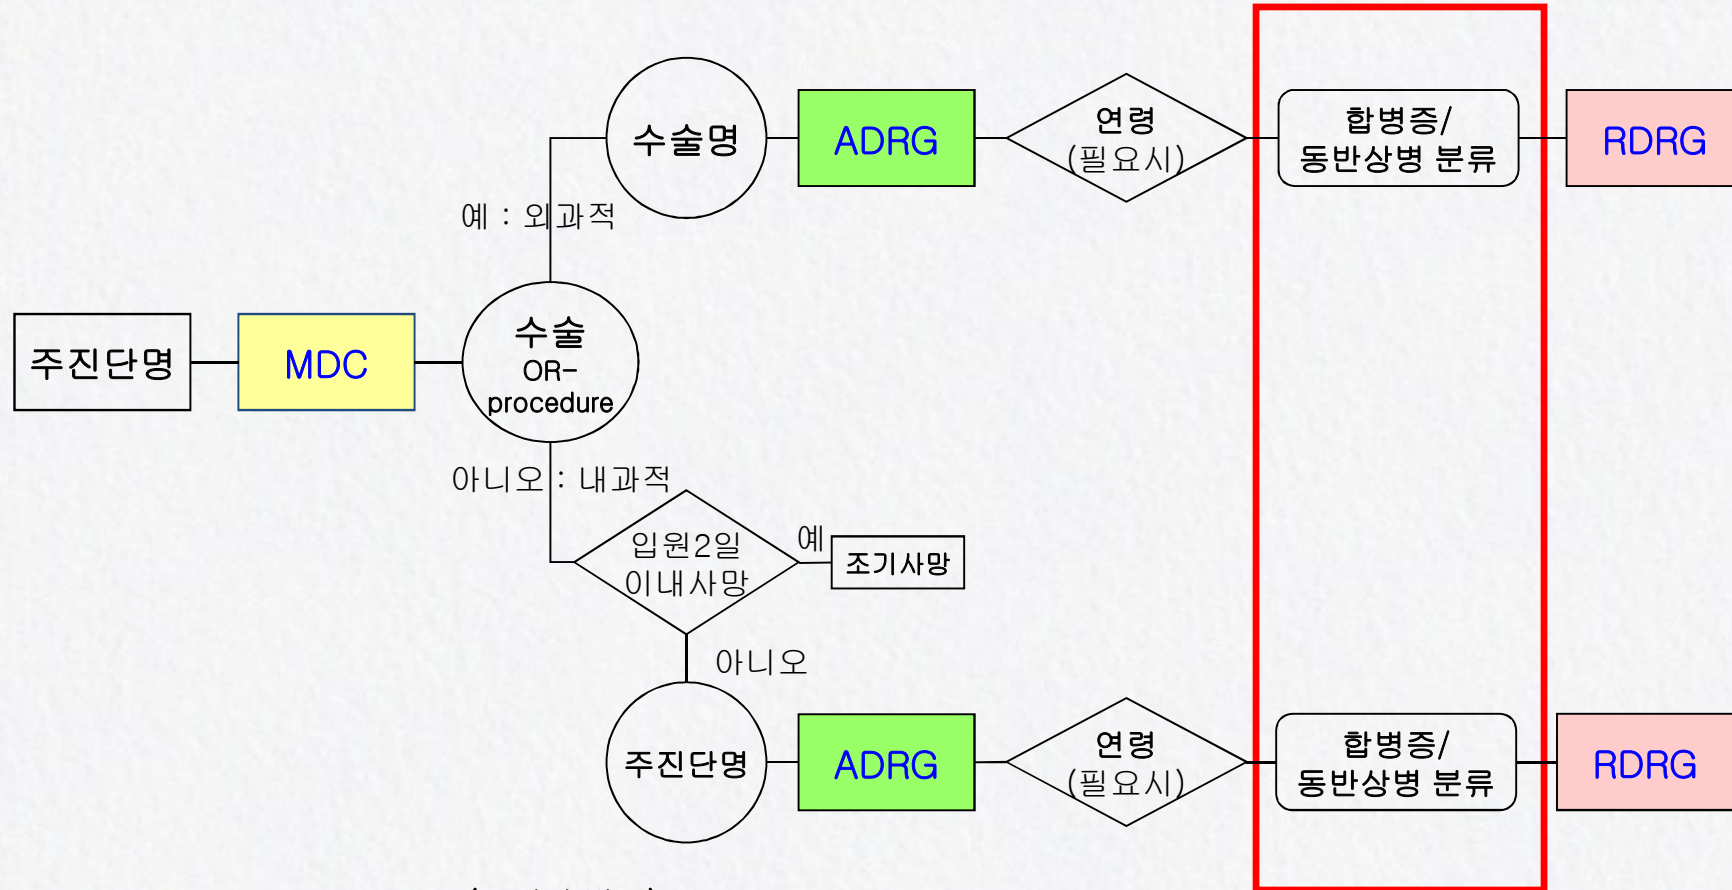 수술명
ADRG
연령
(필요시)
합병증/
동반상병 분류
RDRG
예 : 외과적
주진단명
MDC
수술
OR-
procedure
아니오 : 내과적
입원2일
이내사망
예
조기사망
아니오
주진단명
ADRG
연령
(필요시)
합병증/
동반상병 분류
RDRG